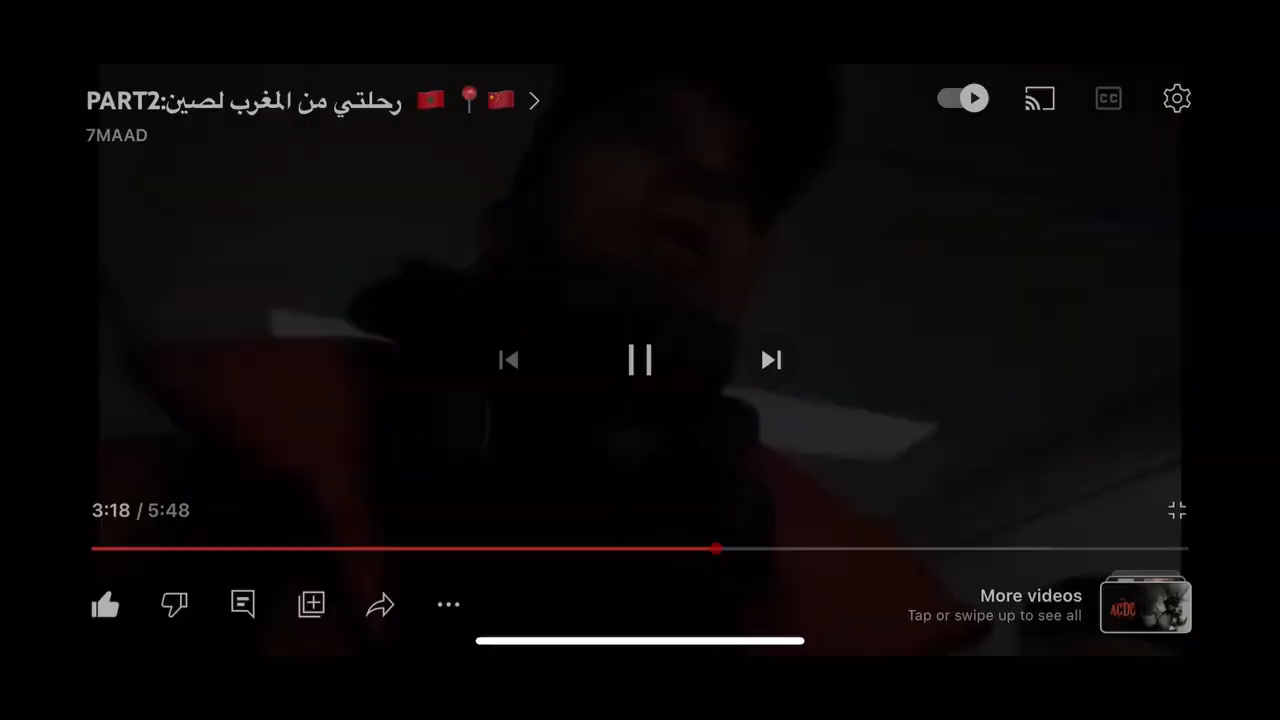 PART2:رحلتي من المغرب لصين 🇲🇦 📍🇨🇳
7MAAD
CC
3:18 / 5:48
More videos
Tap or swipe up to see all
ACDC